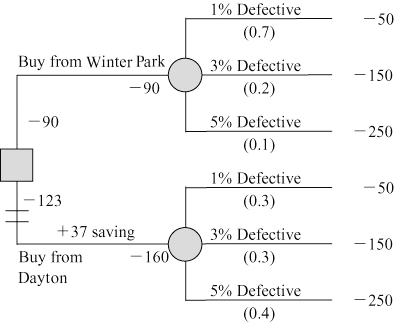 1% Defective
(0.7)
−50
Buy from Winter Park
−90
3% Defective
(0.2)
−150
5% Defective
(0.1)
−250
−90
−123
1% Defective
(0.3)
−50
+37 saving
Buy from
Dayton
−160
3% Defective
(0.3)
−150
5% Defective
(0.4)
−250